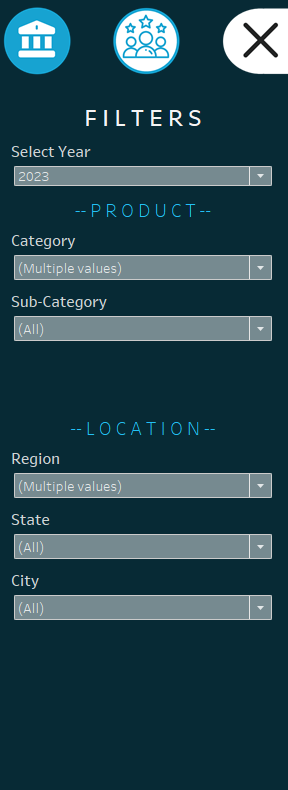 FILTERS
Select Year
2023
--PRODUCT--
Category
(Multiple values)
Sub-Category
(All)
--LOCATION--
Region
(Multiple values)
State
(All)
City
(All)